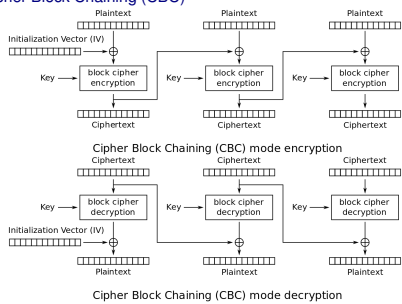 pher Block Chaining (CBC)
Plaintext Plaintext Plaintext
Initialization Vector (IV)
Key block cipher encryption Key block cipher encryption Key block cipher encryption
Ciphertext Ciphertext Ciphertext
Cipher Block Chaining (CBC) mode encryption
Ciphertext Ciphertext Ciphertext
Key block cipher decryption Key block cipher decryption Key block cipher decryption
Initialization Vector (IV)
Plaintext Plaintext Plaintext
Cipher Block Chaining (CBC) mode decryption